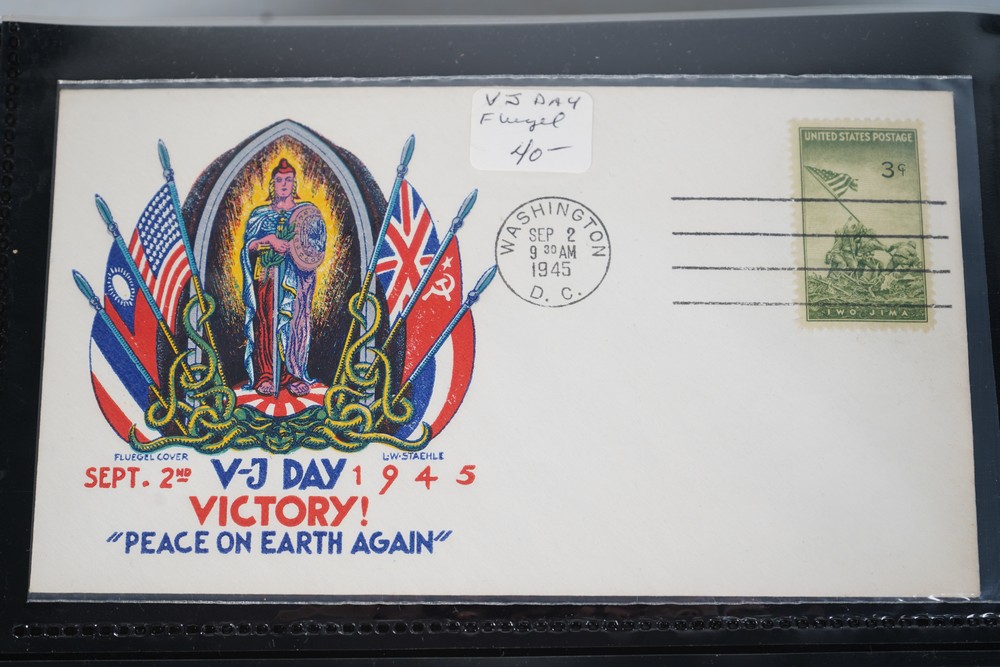 V J DAY
Fluegel
40-
WASHINGTON
SEP 2
9 30 AM
1945
D. C.
UNITED STATES POSTAGE
3¢
IWO JIMA
FLUEGEL COVER
L·W·STAEHLE
SEPT. 2ND V-J DAY 1945
VICTORY!
"PEACE ON EARTH AGAIN"